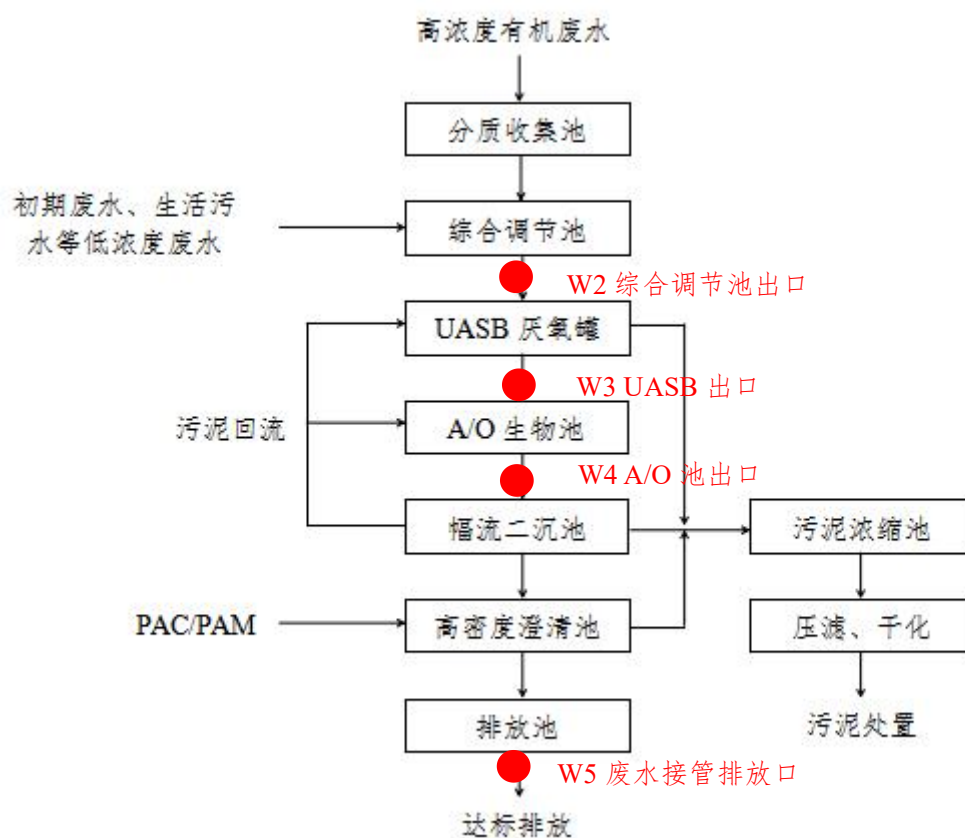 高浓度有机废水
分质收集池
初期废水、生活污
水等低浓度废水
综合调节池
W2 综合调节池出口
UASB 厌氧罐
W3 UASB 出口
污泥回流
A/O 生物池
W4 A/O 池出口
幅流二沉池
污泥浓缩池
PAC/PAM
高密度澄清池
压滤、干化
排放池
污泥处置
W5 废水接管排放口
达标排放